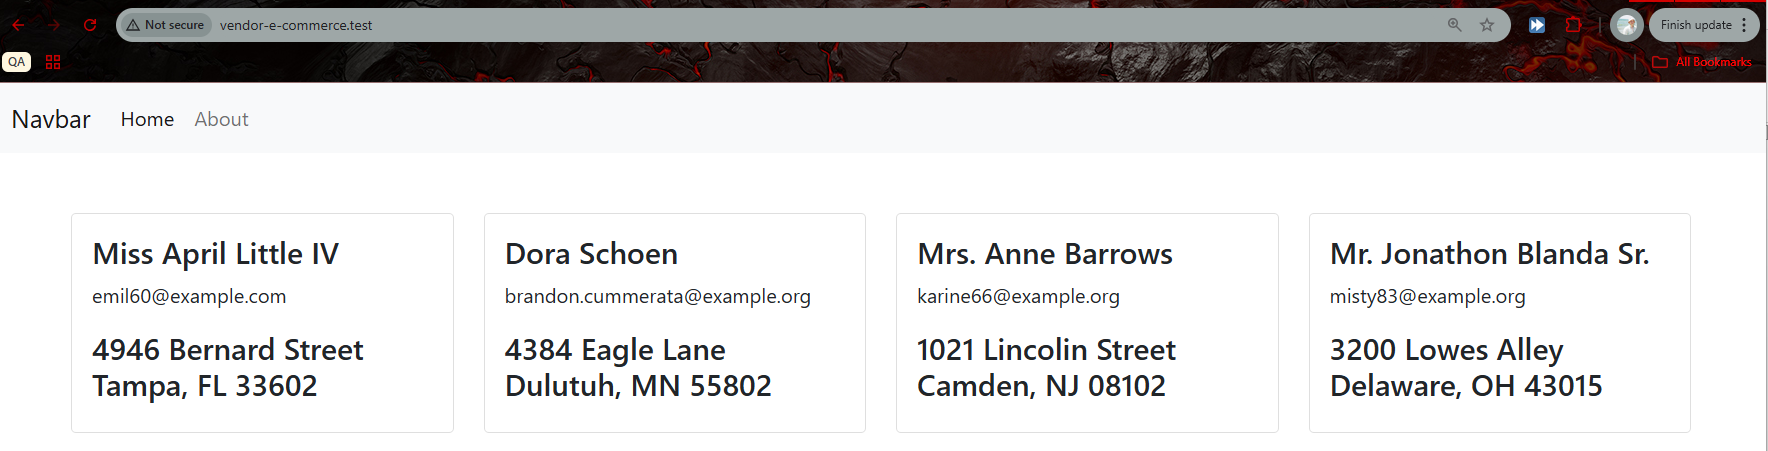 Not secure vendor-e-commerce.test Finish update
QA All Bookmarks
Navbar Home About
Miss April Little IV
emil60@example.com
4946 Bernard Street
Tampa, FL 33602
Dora Schoen
brandon.cummerata@example.org
4384 Eagle Lane
Dulutuh, MN 55802
Mrs. Anne Barrows
karine66@example.org
1021 Lincolin Street
Camden, NJ 08102
Mr. Jonathon Blanda Sr.
misty83@example.org
3200 Lowes Alley
Delaware, OH 43015